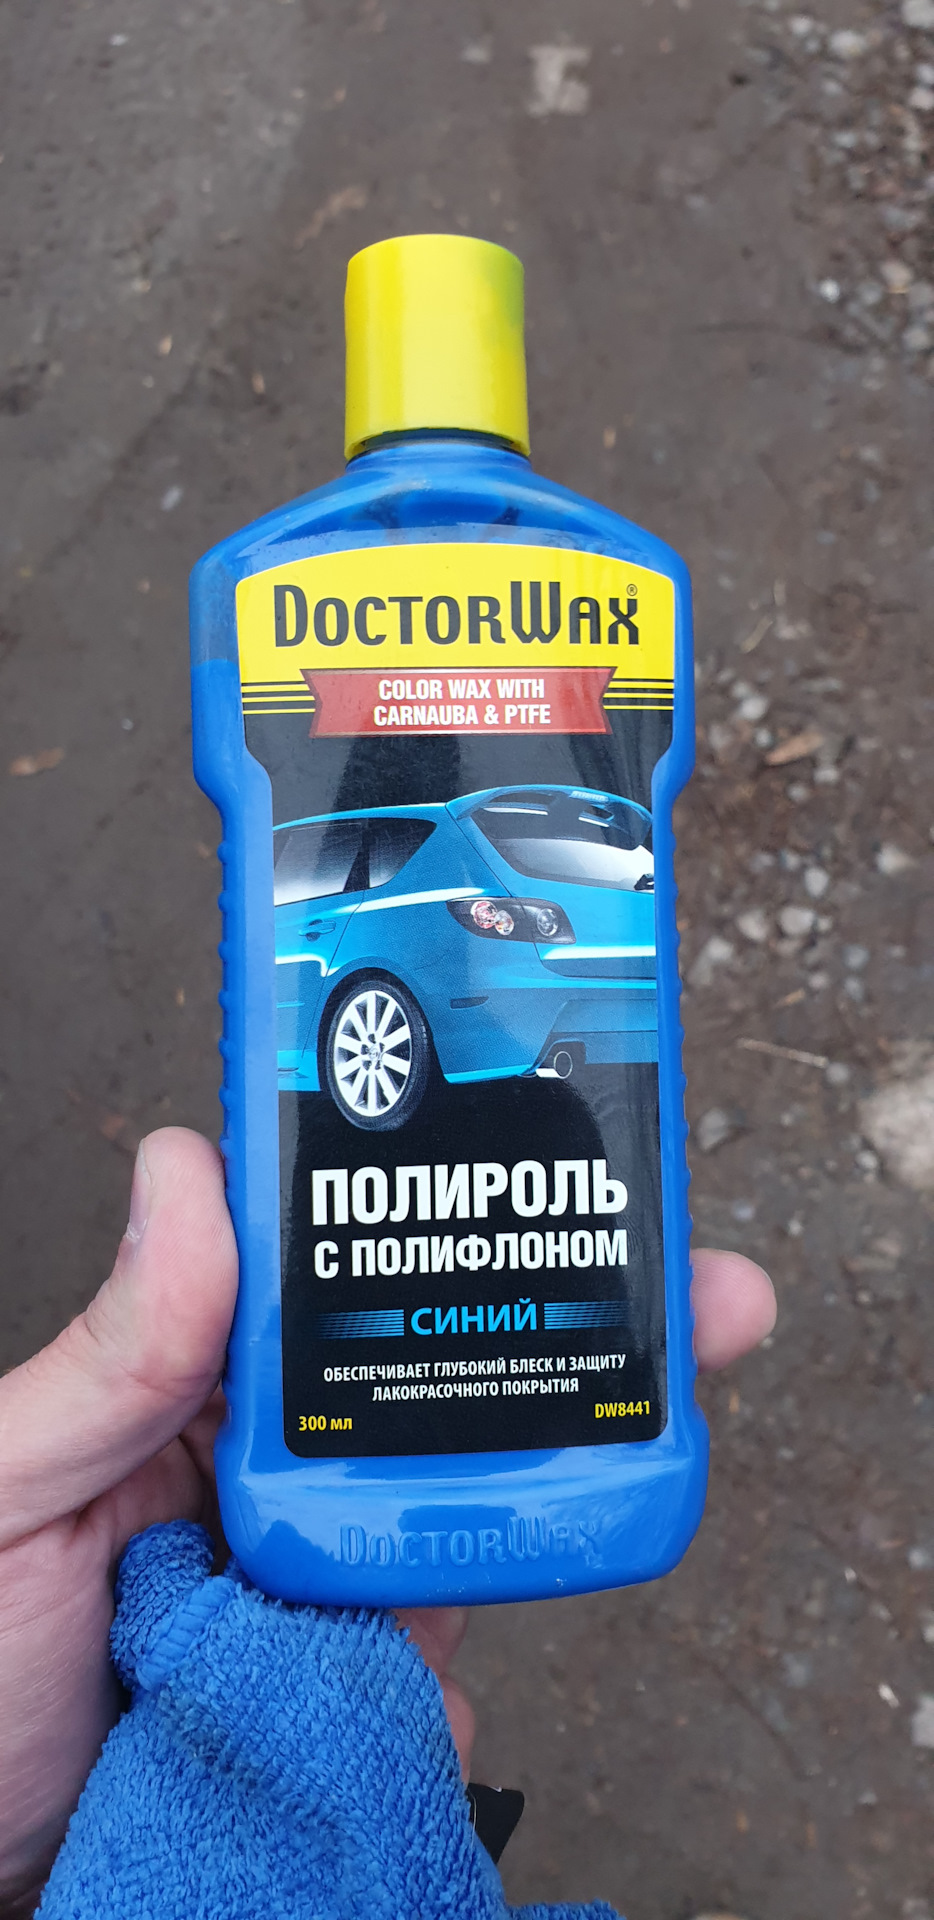 DOCTORWAX®
COLOR WAX WITH
CARNAUBA & PTFE
ПОЛИРОЛЬ
С ПОЛИФЛОНОМ
СИНИЙ
ОБЕСПЕЧИВАЕТ ГЛУБОКИЙ БЛЕСК И ЗАЩИТУ
ЛАКОКРАСОЧНОГО ПОКРЫТИЯ
300 мл
DW8441
DOCTORWAX